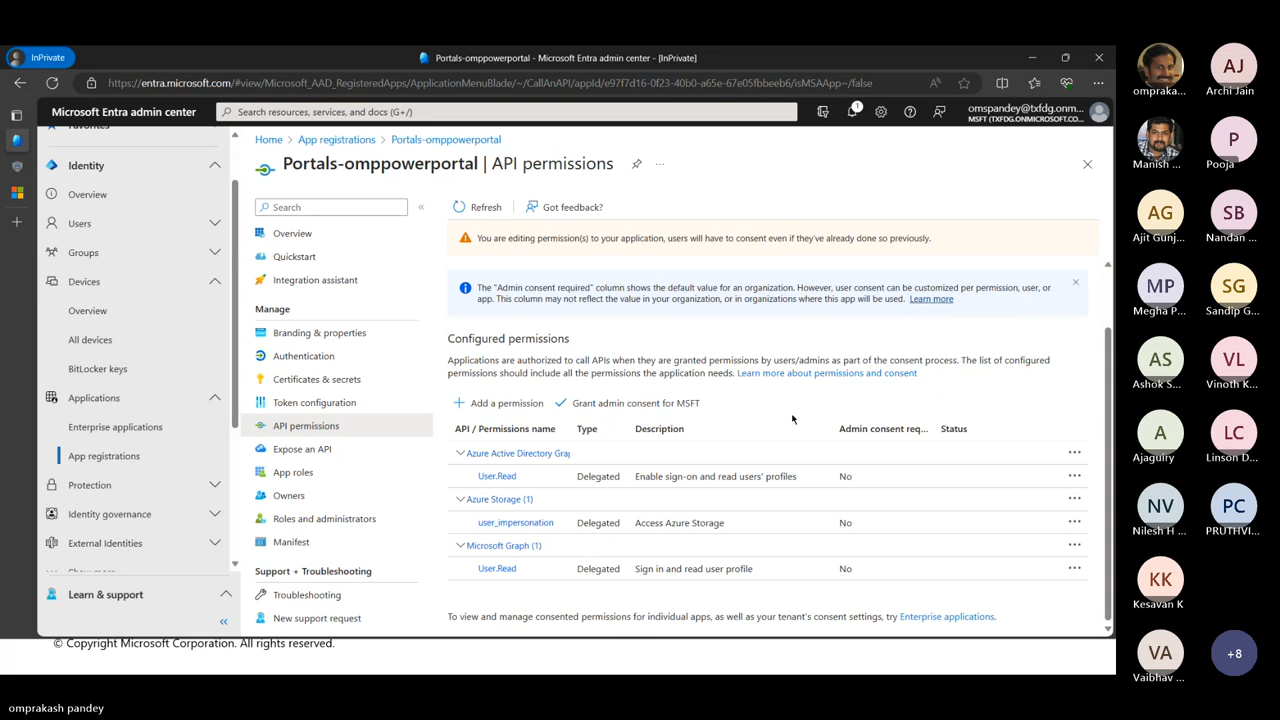 InPrivate
Portals-omppowerportal - Microsoft Entra admin center - [InPrivate]
https://entra.microsoft.com/#view/Microsoft_AAD_RegisteredApps/ApplicationMenuBlade/~/CallAnAPI/appId/e97f7d16-0f23-40b0-a65e-67e05fbbeeb6/isMSAApp~/false
Microsoft Entra admin center
Search resources, services, and docs (G+/)
1
omspandey@txfdg.onm...
MSFT (TXFDG.ONMICROSOFT.CO...
Home > App registrations > Portals-omppowerportal
Portals-omppowerportal | API permissions
Search
Refresh
Got feedback?
You are editing permission(s) to your application, users will have to consent even if they've already done so previously.
The "Admin consent required" column shows the default value for an organization. However, user consent can be customized per permission, user, or
app. This column may not reflect the value in your organization, or in organizations where this app will be used. Learn more
Configured permissions
Applications are authorized to call APIs when they are granted permissions by users/admins as part of the consent process. The list of configured
permissions should include all the permissions the application needs. Learn more about permissions and consent
Add a permission
Grant admin consent for MSFT
API / Permissions name Type Description Admin consent req... Status
Azure Active Directory Grap
User.Read Delegated Enable sign-on and read users' profiles No
Azure Storage (1)
user_impersonation Delegated Access Azure Storage No
Microsoft Graph (1)
User.Read Delegated Sign in and read user profile No
To view and manage consented permissions for individual apps, as well as your tenant's consent settings, try Enterprise applications.
Identity
Overview
Users
Groups
Devices
Overview
All devices
BitLocker keys
Applications
Enterprise applications
App registrations
Protection
Identity governance
External Identities
Learn & support
Overview
Quickstart
Integration assistant
Manage
Branding & properties
Authentication
Certificates & secrets
Token configuration
API permissions
Expose an API
App roles
Owners
Roles and administrators
Manifest
Support + Troubleshooting
Troubleshooting
New support request
© Copyright Microsoft Corporation. All rights reserved.
omprakash pandey
AJ
ompraka...
Archi Jain
P
Manish ...
Pooja
AG
SB
Ajit Gunj...
Nandan ...
MP
SG
Megha P...
Sandip G...
AS
VL
Ashok S...
Vinoth K...
A
LC
Ajaguiry
Linson D...
NV
PC
Nilesh H ...
PRUTHVI...
KK
Kesavan K
VA
+8
Vaibhav ...